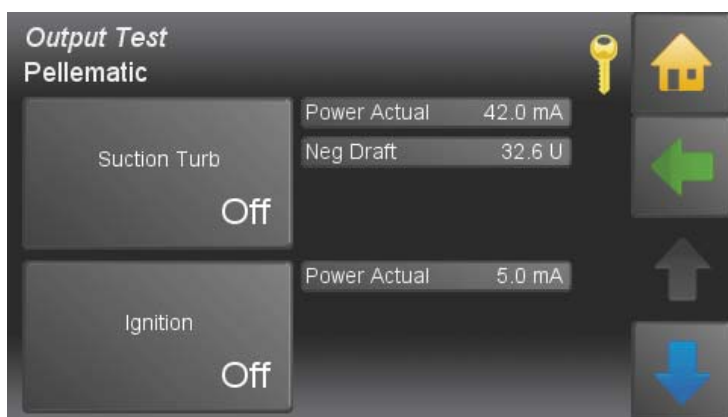 Output Test
Pellematic
Suction Turb
Off
Power Actual 42.0 mA
Neg Draft 32.6 U
Ignition
Off
Power Actual 5.0 mA